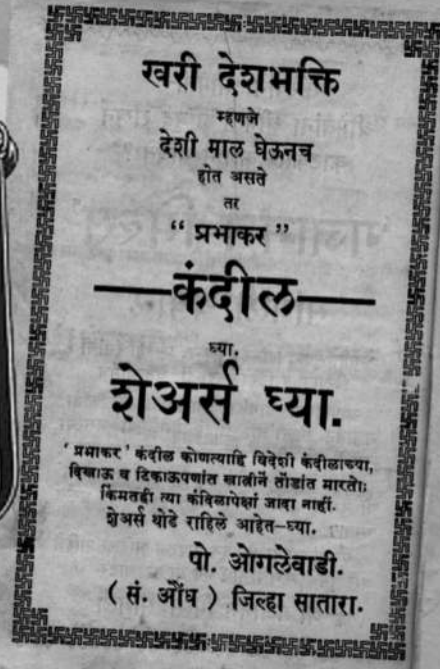 खरी देशभक्ति
म्हणजे
देशी माल घेऊनच
होत असते
तर
“ प्रभाकर ”
—कंदील—
घ्या.
शेअर्स घ्या.
‘ प्रभाकर ’ कंदील कोणत्याहि विदेशी कंदीलाच्या,
दिखाऊ व टिकाऊपणांत खात्रीनें तोंडांत मारतो;
किंमतही त्या कंदिलापेक्षां जादा नाहीं.
शेअर्स थोडे राहिले आहेत–घ्या.
पो. ओगलेवाडी.
( सं. औंध ) जिल्हा सातारा.